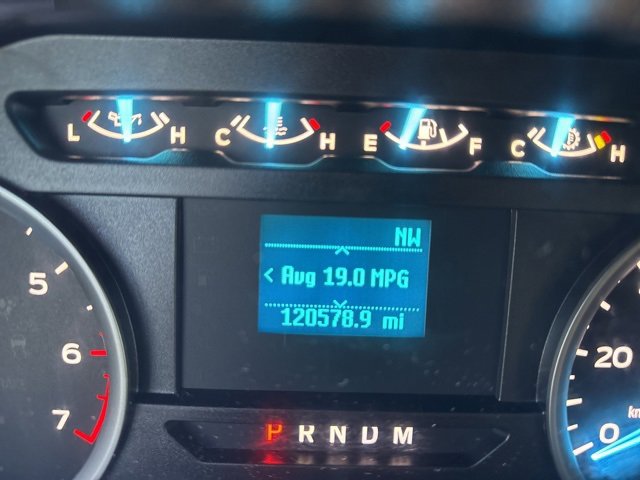 L H C H E F C H
NW
< Avg 19.0 MPG
120578.9 mi
5
6
7
20
0
P R N D M